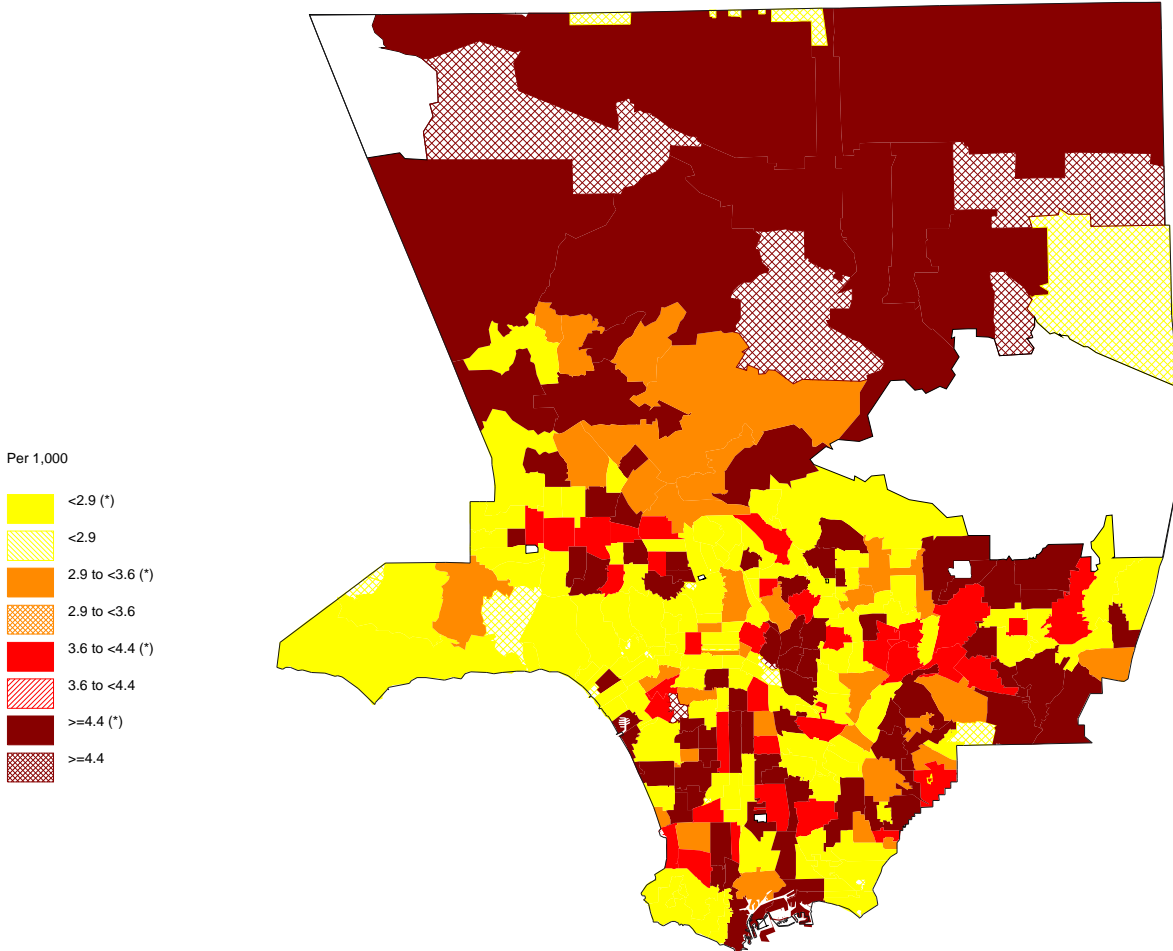 Per 1,000
<2.9 (*)
<2.9
2.9 to <3.6 (*)
2.9 to <3.6
3.6 to <4.4 (*)
3.6 to <4.4
>=4.4 (*)
>=4.4